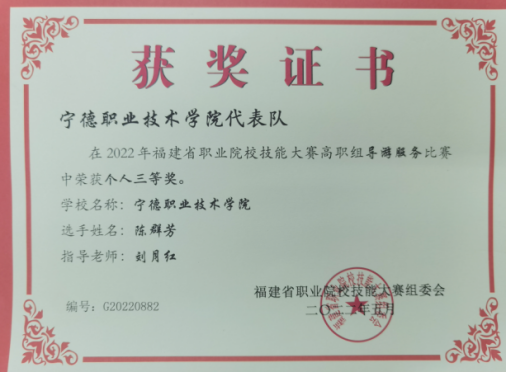 获奖证书
宁德职业技术学院代表队
在2022年福建省职业院校技能大赛高职组导游服务比赛
中荣获个人三等奖。
学校名称：宁德职业技术学院
选手姓名：陈群芳
指导老师：刘月红
福建省职业院校技能大赛组委会
二〇二二年五月
编号：G20220882